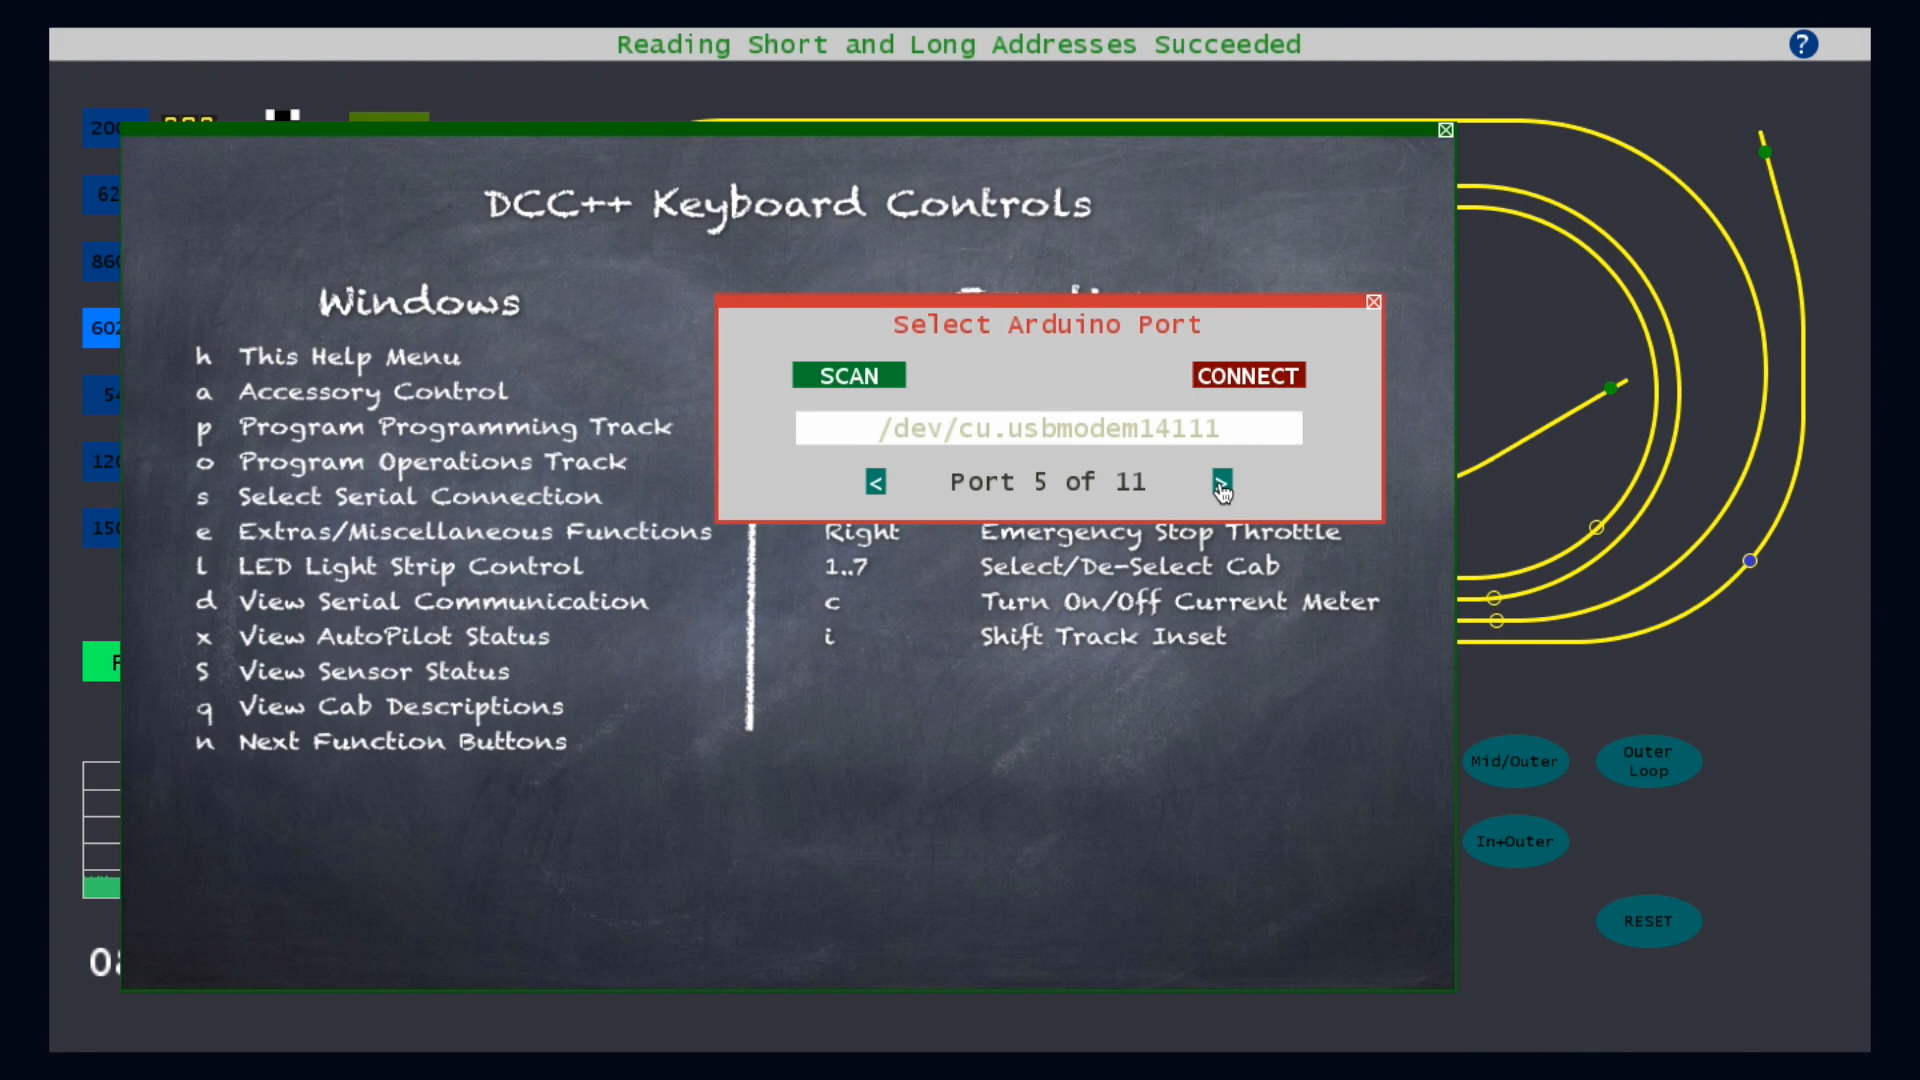 Reading Short and Long Addresses Succeeded
?
DCC++ Keyboard Controls
Windows
h This Help Menu
a Accessory Control
p Program Programming Track
o Program Operations Track
s Select Serial Connection
e Extras/Miscellaneous Functions
l LED Light Strip Control
d View Serial Communication
x View AutoPilot Status
S View Sensor Status
q View Cab Descriptions
n Next Function Buttons
Select Arduino Port
SCAN
CONNECT
/dev/cu.usbmodem14111
< Port 5 of 11 >
Right Emergency Stop Throttle
1..7 Select/De-Select Cab
c Turn On/Off Current Meter
i Shift Track Inset
Mid/Outer
Outer
Loop
In+Outer
RESET